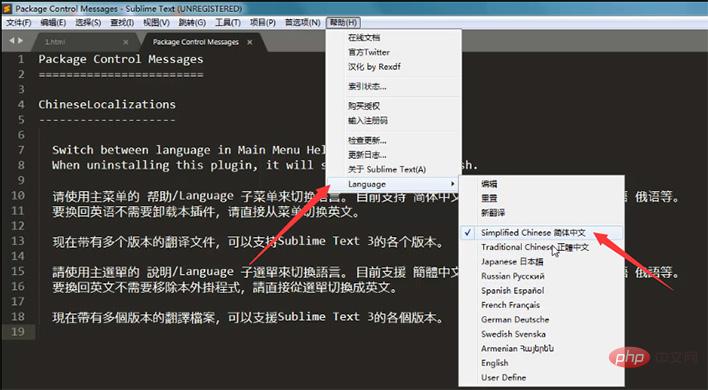 Package Control Messages - Sublime Text (UNREGISTERED)
文件(F) 编辑(E) 选择(S) 查找(I) 视图(V) 跳转(G) 工具(T) 项目(P) 首选项(N) 帮助(H)
1.html × Package Control Messages ×
1 Package Control Messages
2 ========================
3
4 ChineseLocalizations
5 --------------------
6
7 Switch between language in Main Menu Hel
8 When uninstalling this plugin, it will s sh.
9
10 请使用主菜单的 帮助/Language 子菜单来切换语言。目前支持 简体中文 语 俄语等。
11 要换回英语不需要卸载本插件，请直接从菜单切换英文。
12
13 现在带有多个版本的翻译文件，可以支持Sublime Text 3的各个版本。
14
15 請使用主選單的 說明/Language 子選單來切換語言。目前支援 簡體中文 語 俄語等。
16 要換回英文不需要移除本外掛程式，請直接從選單切換成英文。
17
18 現在帶有多個版本的翻譯檔案，可以支援Sublime Text 3的各個版本。
19
在线文档
官方Twitter
汉化 by Rexdf
索引状态...
购买授权
输入注册码
检查更新...
更新日志...
关于 Sublime Text(A)
Language
编辑
重置
新翻译
✓ Simplified Chinese 简体中文
Traditional Chinese 正體中文
Japanese 日本語
Russian Русский
Spanish Español
French Français
German Deutsche
Swedish Svenska
Armenian Հայերեն
English
User Define
php 中文网